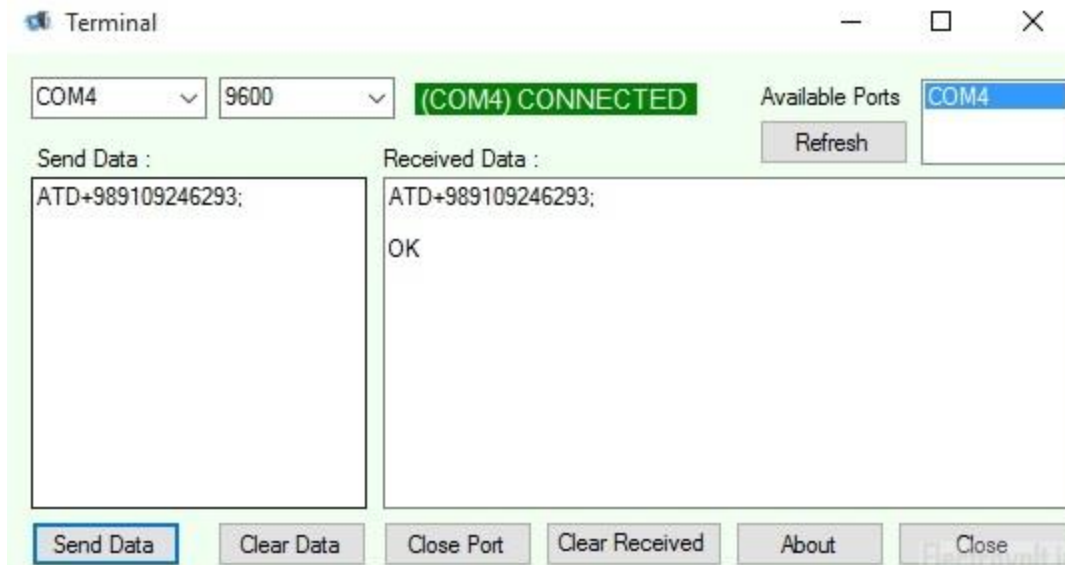 Terminal
COM4 9600 (COM4) CONNECTED Available Ports COM4
Refresh
Send Data : Received Data :
ATD+989109246293; ATD+989109246293;
OK
Send Data Clear Data Close Port Clear Received About Close